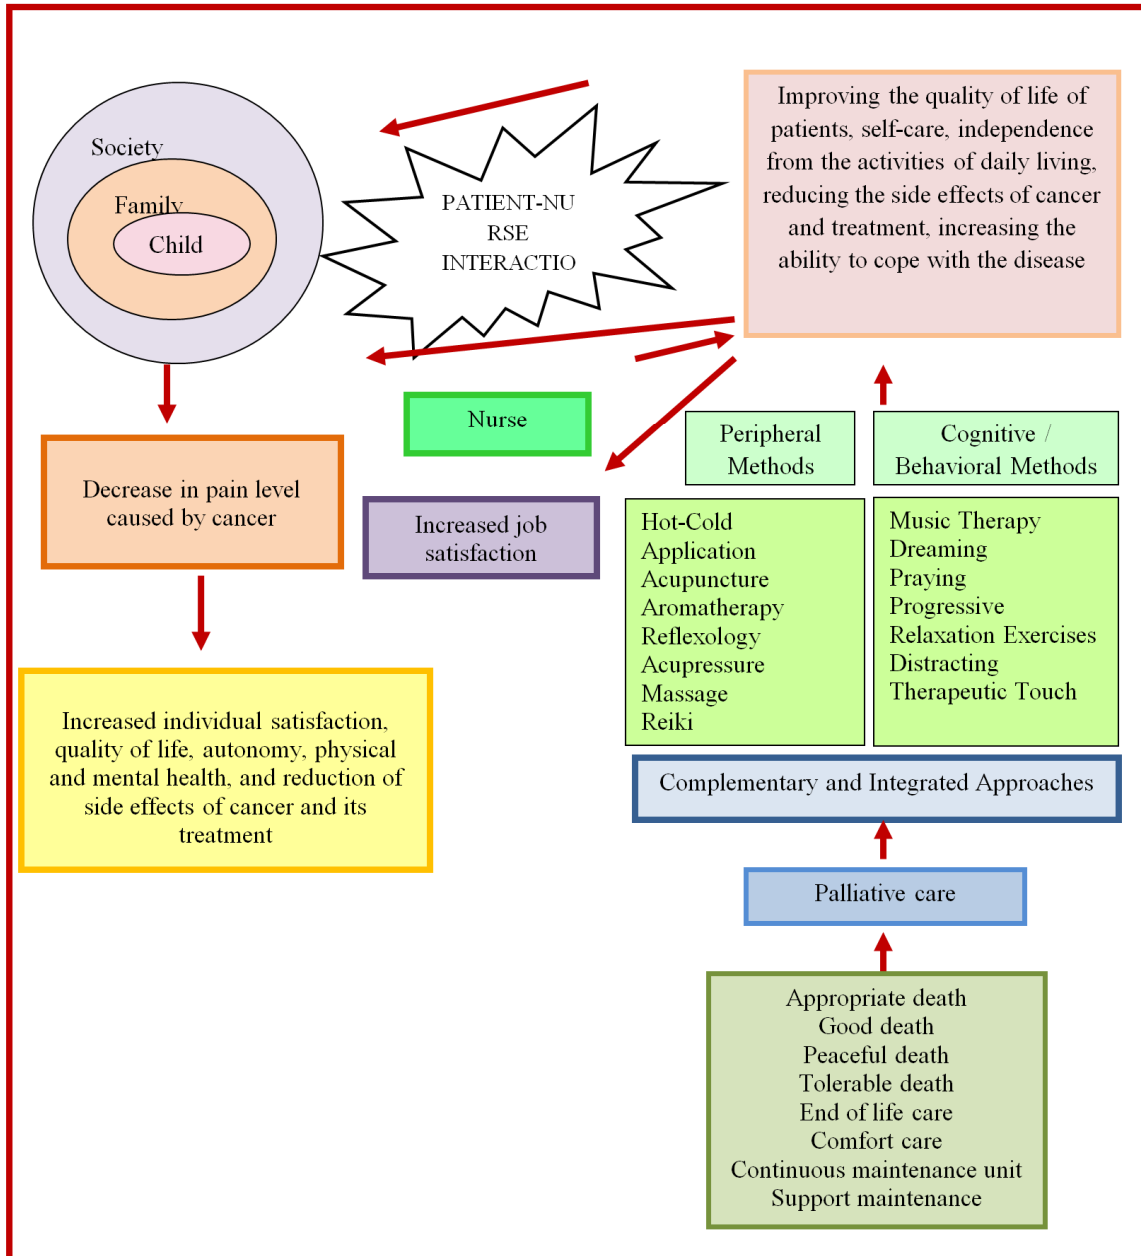 Society
Family
Child
PATIENT-NU
RSE
INTERACTIO
Improving the quality of life of
patients, self-care, independence
from the activities of daily living,
reducing the side effects of cancer
and treatment, increasing the
ability to cope with the disease
Nurse
Decrease in pain level
caused by cancer
Increased job
satisfaction
Peripheral
Methods
Cognitive /
Behavioral Methods
Hot-Cold
Application
Acupuncture
Aromatherapy
Reflexology
Acupressure
Massage
Reiki
Music Therapy
Dreaming
Praying
Progressive
Relaxation Exercises
Distracting
Therapeutic Touch
Increased individual satisfaction,
quality of life, autonomy, physical
and mental health, and reduction of
side effects of cancer and its
treatment
Complementary and Integrated Approaches
Palliative care
Appropriate death
Good death
Peaceful death
Tolerable death
End of life care
Comfort care
Continuous maintenance unit
Support maintenance